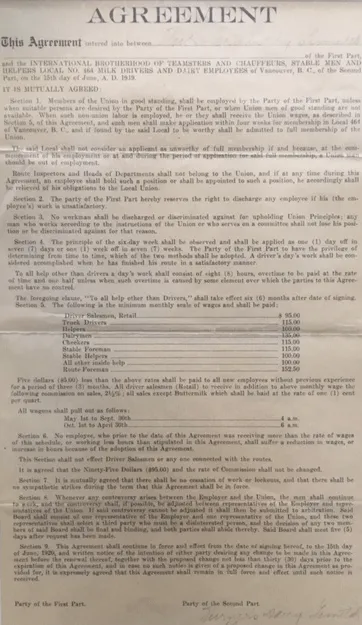 AGREEMENT
This Agreement entered into between
of the First Part,
and the INTERNATIONAL BROTHERHOOD OF TEAMSTERS AND CHAUFFEURS, STABLE MEN AND
HELPERS LOCAL NO. 464 MILK DRIVERS AND DAIRY EMPLOYEES of Vancouver, B. C., of the Second
Part, on the 15th day of June, A. D. 1919.
IT IS MUTUALLY AGREED
Section 1. Members of the Union in good standing, shall be employed by the Party of the First Part, unless
when suitable persons are desired by the Party of the First Part, or when Union men of good standing are not
available. When such non-union labor is employed, he or they shall receive the Union wages, as described in
Section 5, of this Agreement, and such men shall make application within four weeks for membership in Local 464
of Vancouver, B. C., and if issued by the said Local to be worthy shall be admitted to full membership of the
Union.
The said Local shall not consider an applicant as unworthy of full membership if and because, at the com-
mencement of his employment or at and during the period of application for said full membership, a Union man
should be out of employment.
Route Inspectors and Heads of Departments shall not belong to the Union, and if at any time during this
Agreement, an employee shall hold such a position or shall be appointed to such a position, he accordingly shall
be relieved of his obligations to the Local Union.
Section 2. The party of the First Part hereby reserves the right to discharge any employee if his (the em-
ployee's) work is unsatisfactory.
Section 3. No workman shall be discharged or discriminated against for upholding Union Principles; any
man who works according to the instructions of the Union or who serves on a committee shall not lose his posi-
tion or be discriminated against for that reason.
Section 4. The principle of the six-day week shall be observed and shall be applied as one (1) day off in
seven (7) days or one (1) week off in seven (7) weeks. The Party of the First Part to have the privilege of
determining from time to time, which of the two methods shall be adopted. A driver's day's work shall be con-
sidered accomplished when he has finished his route in a satisfactory manner.
To all help other than drivers a day's work shall consist of eight (8) hours, overtime to be paid at the rate
of time and one half unless when such overtime is caused by some element over which the parties to this Agree-
ment have no control.
The foregoing clause, "To all help other than Drivers," shall take effect six (6) months after date of signing.
Section 5. The following is the minimum monthly scale of wages and shall be paid:
Driver Salesmen, Retail $ 95.00
Truck Drivers 115.00
Helpers 100.00
Dairymen
Checkers 115.00
Stable Foreman 115.00
Stable Helpers 100.00
All other inside help 100.00
Route Foreman 152.50
Five dollars ($5.00) less than the above rates shall be paid to all new employees without previous experience
for a period of three (3) months. All driver salesmen (Retail) to receive in addition to above monthly wage the
following commission on sales, 2½%; all sales except Buttermilk which shall be paid at the rate of one (1) cent
per quart.
All wagons shall pull out as follows:
May 1st to Sept. 30th 4 a.m.
Oct. 1st to April 30th 6 a.m.
Section 6. No employee, who prior to the date of this Agreement was receiving more than the rate of wages
of this schedule, or working less hours than stipulated in this Agreement, shall suffer a reduction in wages, or
increase in hours because of the adoption of this Agreement.
This Section shall not effect Driver Salesmen or any one connected with the routes.
It is agreed that the Ninety-Five Dollars ($95.00) and the rate of Commission shall not be changed.
Section 7. It is mutually agreed that there shall be no cessation of work or lockouts, and that there shall be
no sympathetic strikes during the term that this Agreement shall be in force.
Section 8. Whenever any controversy arises between the Employer and the Union, the men shall continue
to work, and the controversy shall, if possible, be adjusted between representatives of the Employer and repre-
sentatives of the Union. If said controversy cannot be adjusted it shall then be submitted to arbitration. Said
Board shall consist of one representative of the Employer and one representative of the Union, and these two
representatives shall select a third party who must be a disinterested person, and the decision of any two mem-
bers of said Board shall be final and binding, and both parties shall abide thereby. Said Board shall meet five (5)
days after request has been made.
Section 9. This Agreement shall continue in force and effect from the date of signing hereof, to the 15th day
of June, 1920, and written notice of the intention of either party desiring any change to be made in this Agree-
ment before the renewal thereof, together with the proposed change not less than thirty (30) days prior to the
expiration of this Agreement, and in case no such notice is given of a proposed change in this Agreement as pro-
vided for, it is expressly agreed that this Agreement shall remain in full force and effect until such notice is
received.
Party of the First Part. Party of the Second Part